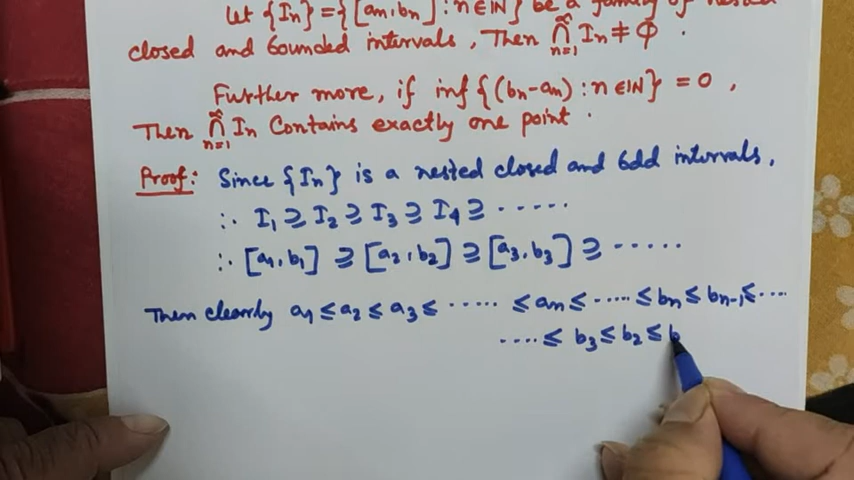 Let {In} = {[an, bn] : n ∈ IN} be a family of nested
closed and bounded intervals, Then ∩_{n=1}^{∞} In ≠ ϕ.
Further more, if inf {(bn-an) : n ∈ IN} = 0,
Then ∩_{n=1}^{∞} In Contains exactly one point.
Proof: Since {In} is a nested closed and bdd intervals,
∴ I1 ⊇ I2 ⊇ I3 ⊇ I4 ⊇ ......
∴ [a1, b1] ⊇ [a2, b2] ⊇ [a3, b3] ⊇ ......
Then clearly a1 ≤ a2 ≤ a3 ≤ ...... ≤ an ≤ ..... ≤ bn ≤ bn-1 ≤ ....
.... ≤ b3 ≤ b2 ≤ b